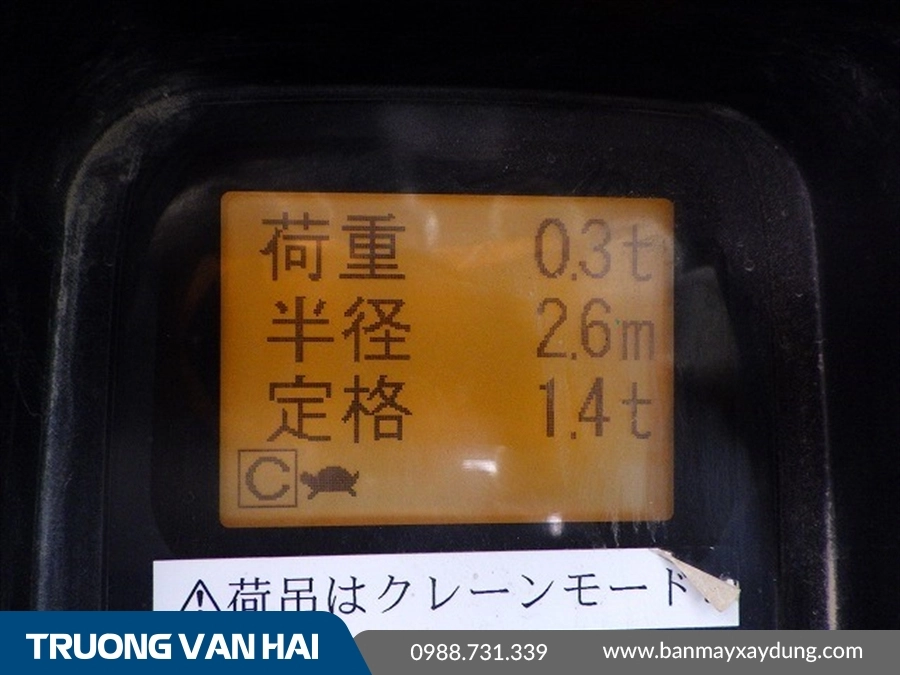 荷重 0.3t
半径 2.6m
定格 1.4t
C
⚠荷吊はクレーンモード
TRUONG VAN HAI
0988.731.339
www.banmayxaydung.com